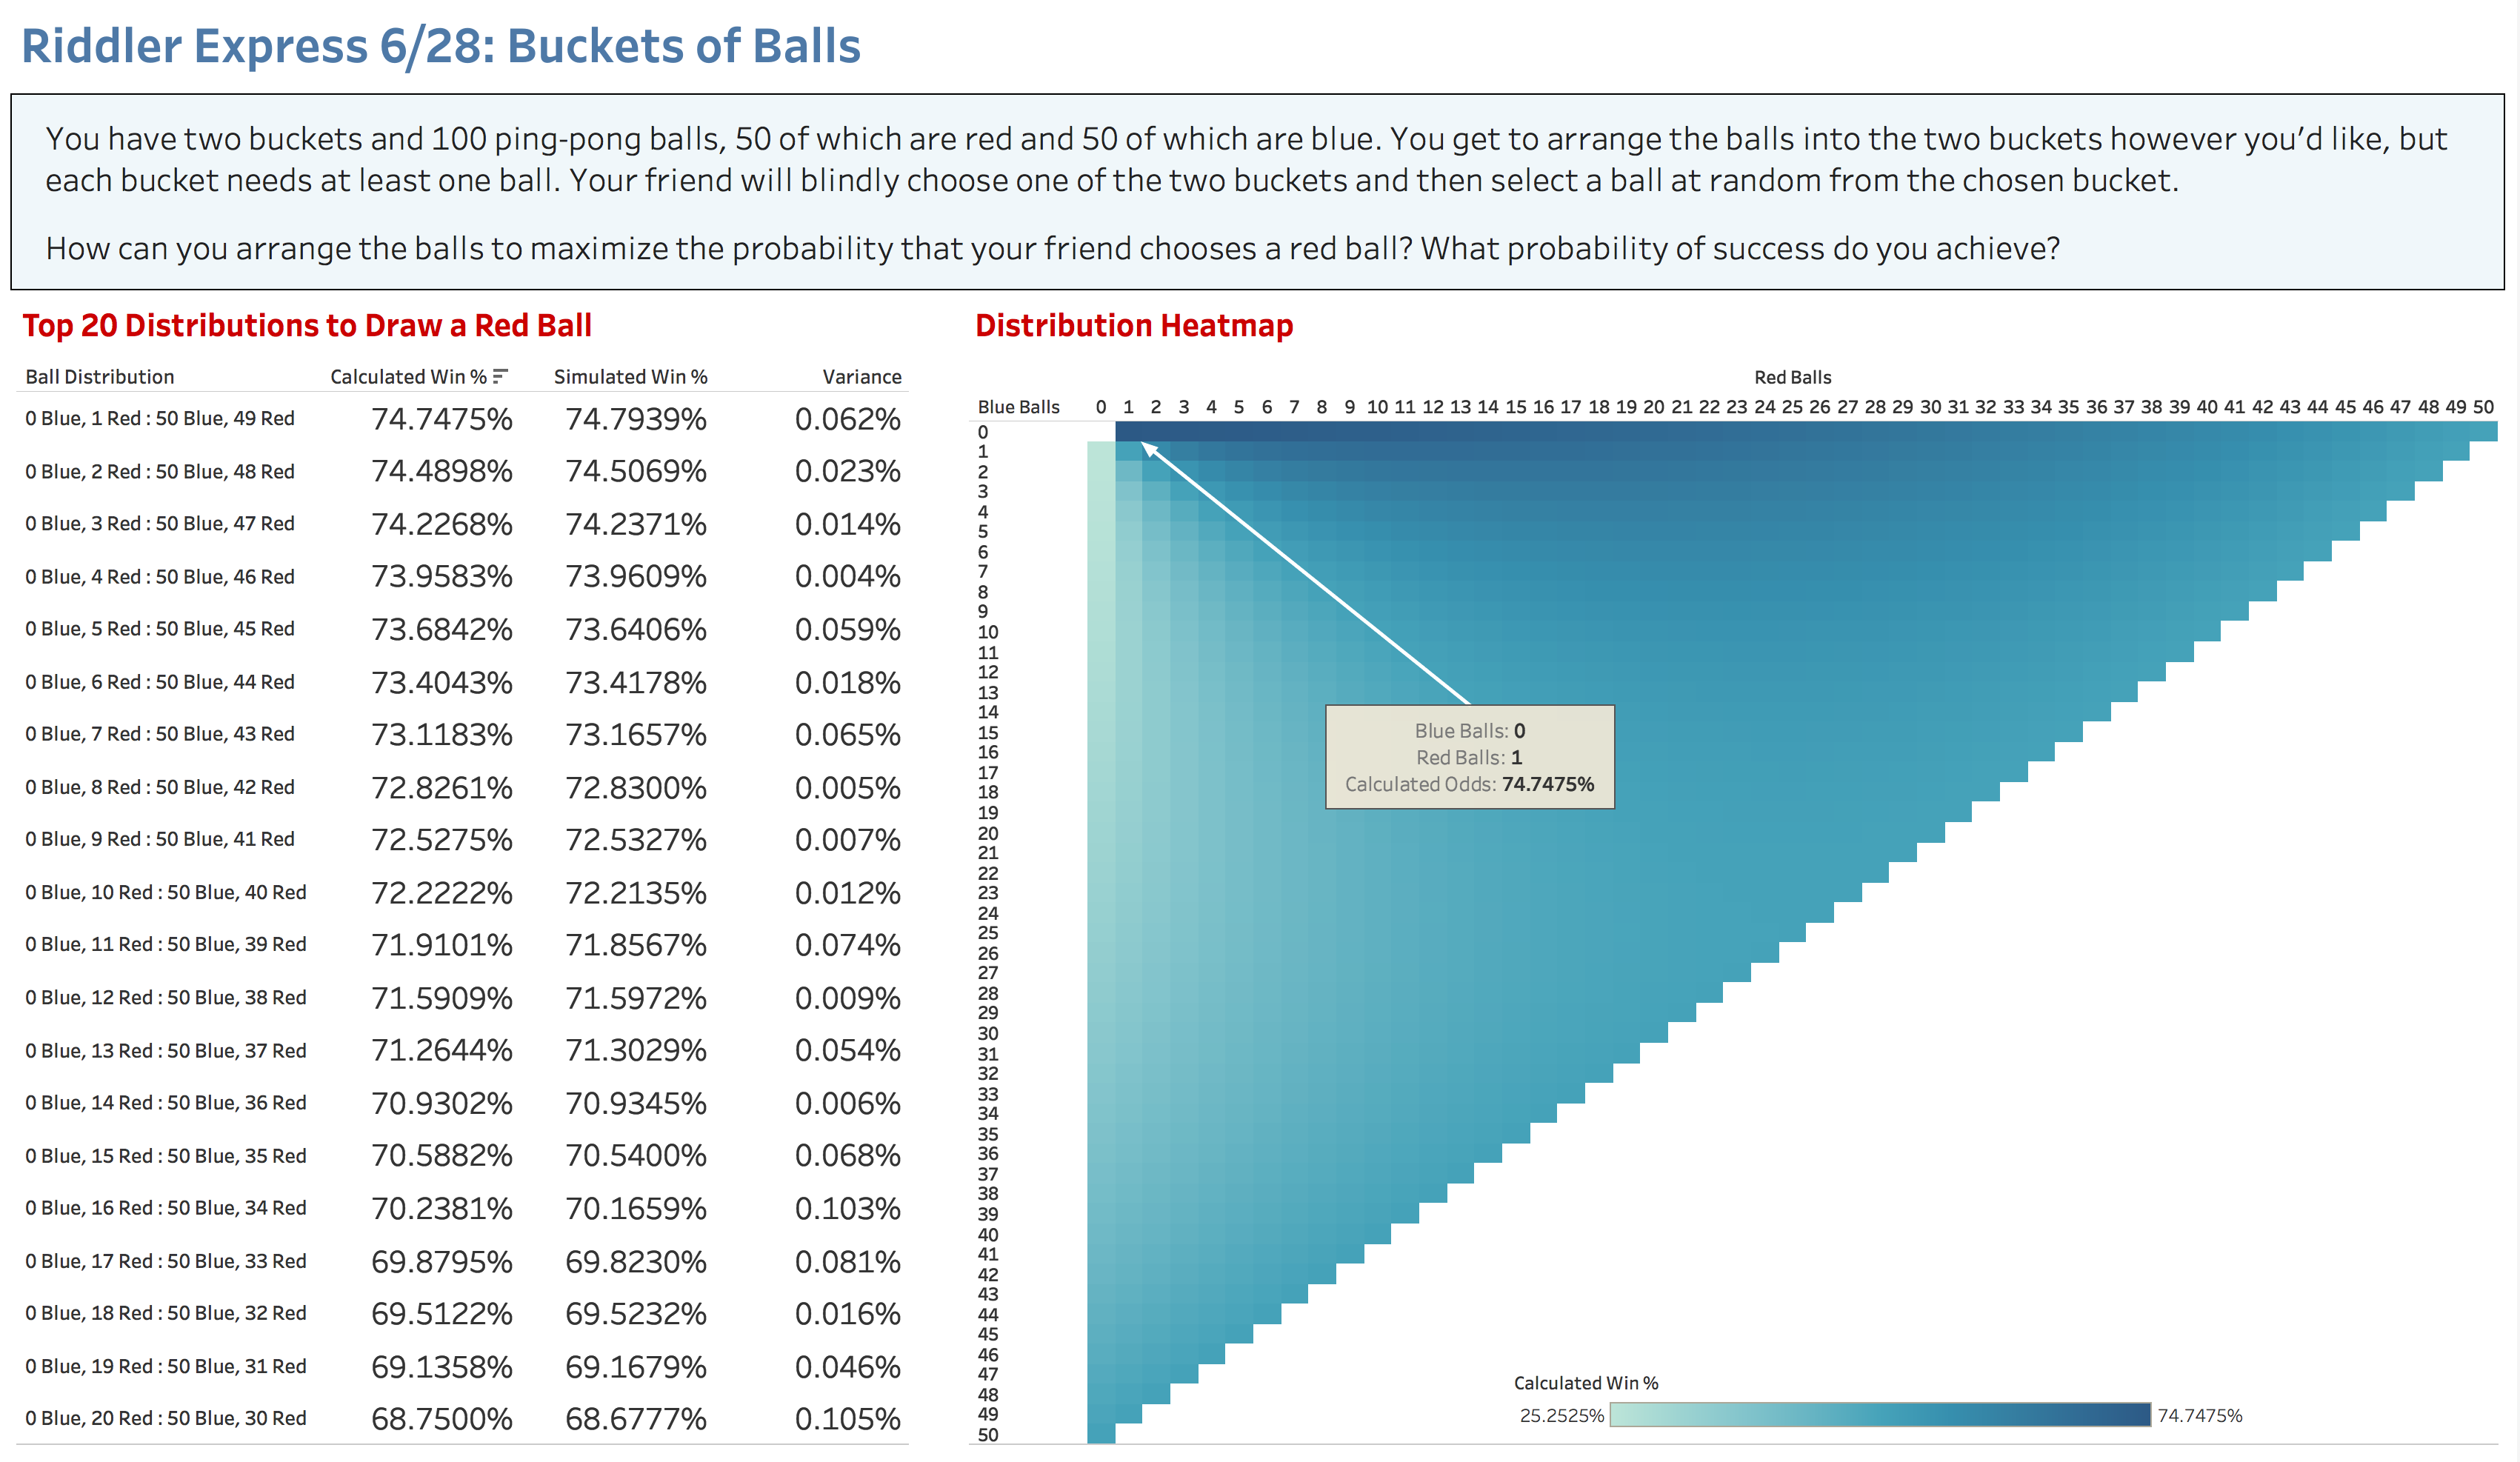 Riddler Express 6/28: Buckets of Balls
You have two buckets and 100 ping-pong balls, 50 of which are red and 50 of which are blue. You get to arrange the balls into the two buckets however you’d like, but
each bucket needs at least one ball. Your friend will blindly choose one of the two buckets and then select a ball at random from the chosen bucket.
How can you arrange the balls to maximize the probability that your friend chooses a red ball? What probability of success do you achieve?
Top 20 Distributions to Draw a Red Ball
Ball Distribution Calculated Win % Simulated Win % Variance
0 Blue, 1 Red : 50 Blue, 49 Red 74.7475% 74.7939% 0.062%
0 Blue, 2 Red : 50 Blue, 48 Red 74.4898% 74.5069% 0.023%
0 Blue, 3 Red : 50 Blue, 47 Red 74.2268% 74.2371% 0.014%
0 Blue, 4 Red : 50 Blue, 46 Red 73.9583% 73.9609% 0.004%
0 Blue, 5 Red : 50 Blue, 45 Red 73.6842% 73.6406% 0.059%
0 Blue, 6 Red : 50 Blue, 44 Red 73.4043% 73.4178% 0.018%
0 Blue, 7 Red : 50 Blue, 43 Red 73.1183% 73.1657% 0.065%
0 Blue, 8 Red : 50 Blue, 42 Red 72.8261% 72.8300% 0.005%
0 Blue, 9 Red : 50 Blue, 41 Red 72.5275% 72.5327% 0.007%
0 Blue, 10 Red : 50 Blue, 40 Red 72.2222% 72.2135% 0.012%
0 Blue, 11 Red : 50 Blue, 39 Red 71.9101% 71.8567% 0.074%
0 Blue, 12 Red : 50 Blue, 38 Red 71.5909% 71.5972% 0.009%
0 Blue, 13 Red : 50 Blue, 37 Red 71.2644% 71.3029% 0.054%
0 Blue, 14 Red : 50 Blue, 36 Red 70.9302% 70.9345% 0.006%
0 Blue, 15 Red : 50 Blue, 35 Red 70.5882% 70.5400% 0.068%
0 Blue, 16 Red : 50 Blue, 34 Red 70.2381% 70.1659% 0.103%
0 Blue, 17 Red : 50 Blue, 33 Red 69.8795% 69.8230% 0.081%
0 Blue, 18 Red : 50 Blue, 32 Red 69.5122% 69.5232% 0.016%
0 Blue, 19 Red : 50 Blue, 31 Red 69.1358% 69.1679% 0.046%
0 Blue, 20 Red : 50 Blue, 30 Red 68.7500% 68.6777% 0.105%
Distribution Heatmap
Red Balls
Blue Balls 0 1 2 3 4 5 6 7 8 9 10 11 12 13 14 15 16 17 18 19 20 21 22 23 24 25 26 27 28 29 30 31 32 33 34 35 36 37 38 39 40 41 42 43 44 45 46 47 48 49 50
0
1
2
3
4
5
6
7
8
9
10
11
12
13
14
15
16
17
18
19
20
21
22
23
24
25
26
27
28
29
30
31
32
33
34
35
36
37
38
39
40
41
42
43
44
45
46
47
48
49
50
Blue Balls: 0
Red Balls: 1
Calculated Odds: 74.7475%
Calculated Win %
25.2525% 74.7475%